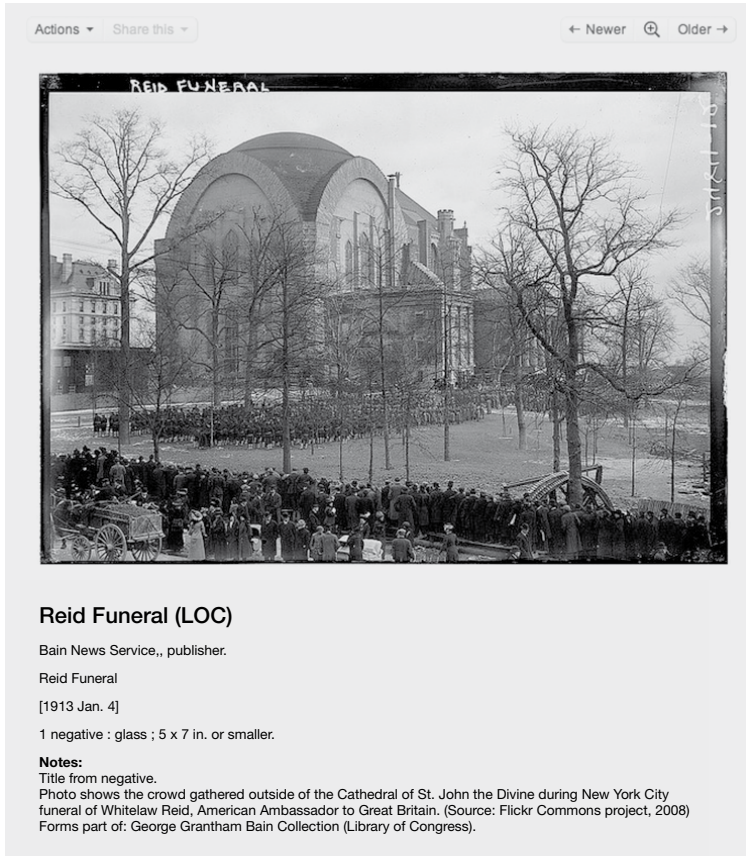 Actions Share this ← Newer Older →
REID FUNERAL
Reid Funeral (LOC)
Bain News Service,, publisher.
Reid Funeral
[1913 Jan. 4]
1 negative : glass ; 5 x 7 in. or smaller.
Notes:
Title from negative.
Photo shows the crowd gathered outside of the Cathedral of St. John the Divine during New York City
funeral of Whitelaw Reid, American Ambassador to Great Britain. (Source: Flickr Commons project, 2008)
Forms part of: George Grantham Bain Collection (Library of Congress).